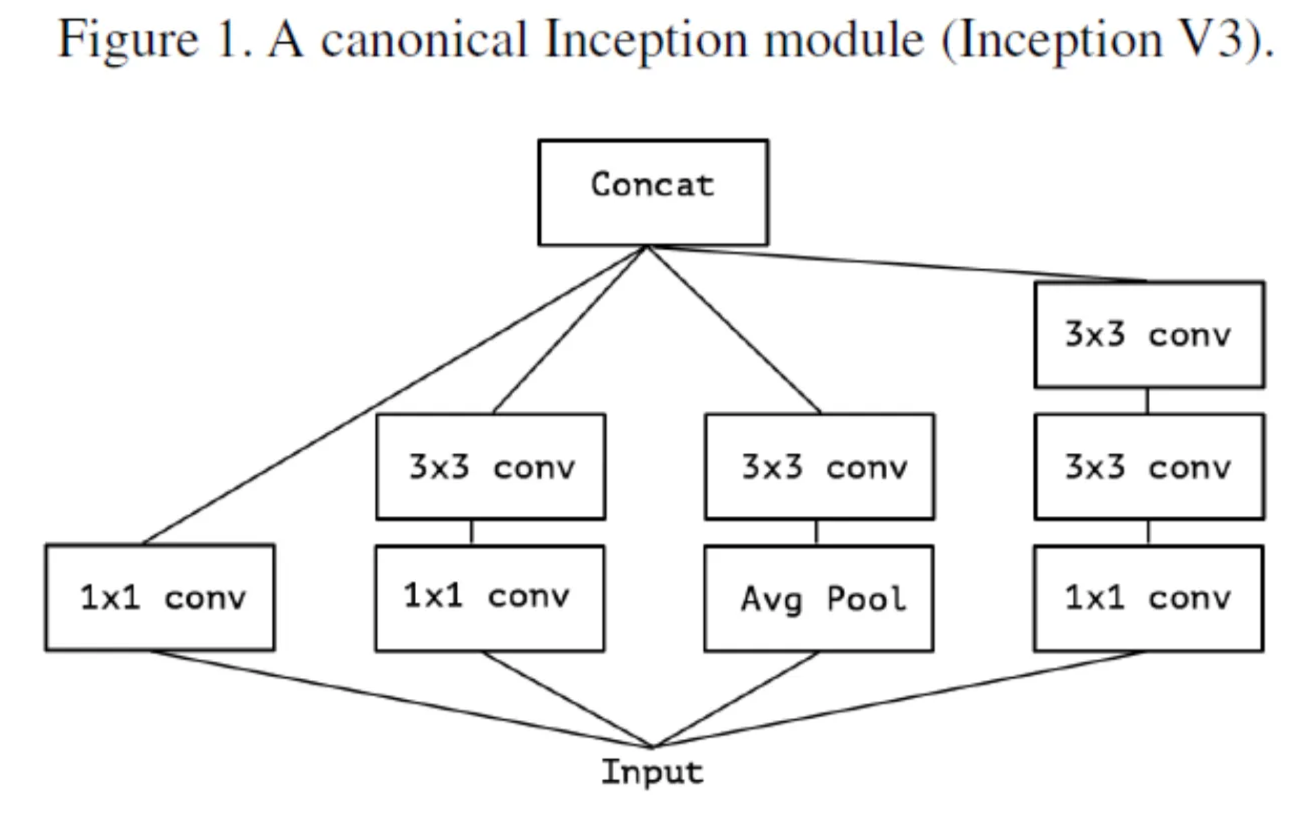 Figure 1. A canonical Inception module (Inception V3).
Concat
3x3 conv
3x3 conv
3x3 conv
3x3 conv
1x1 conv
1x1 conv
Avg Pool
1x1 conv
Input